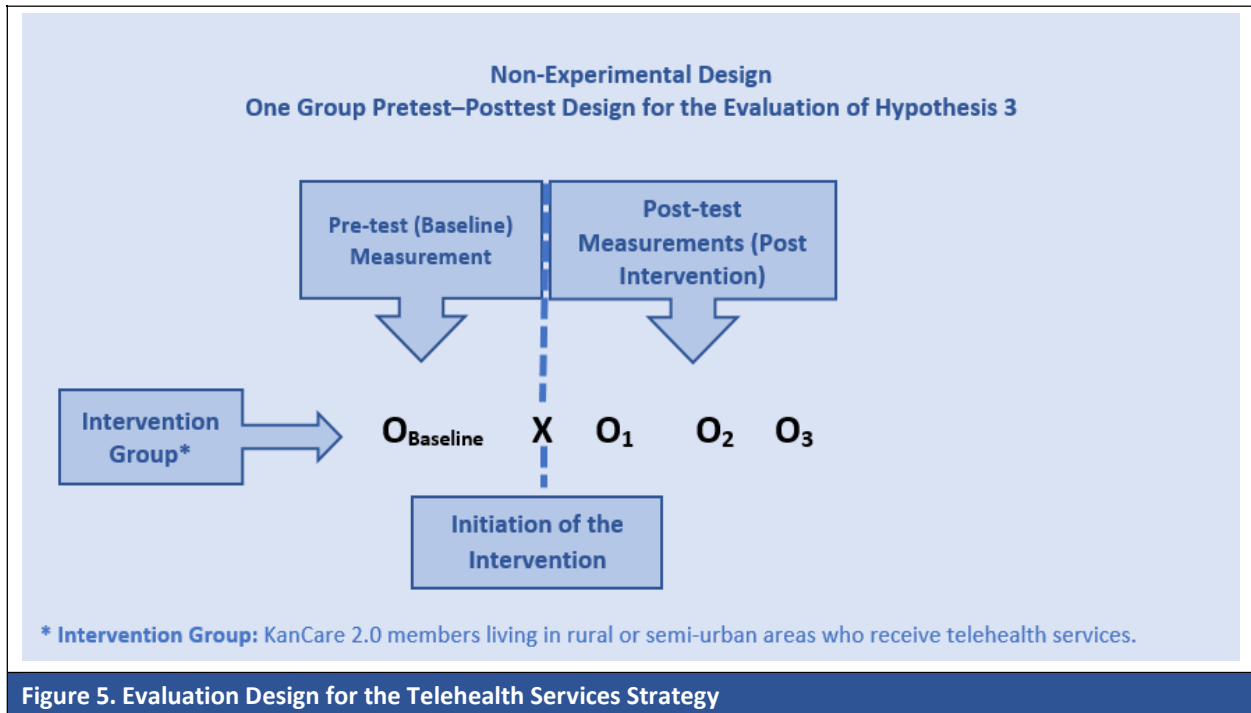 Non-Experimental Design
One Group Pretest–Posttest Design for the Evaluation of Hypothesis 3
Pre-test (Baseline)
Measurement
Post-test
Measurements (Post
Intervention)
Intervention
Group*
O Baseline X O1 O2 O3
Initiation of the
Intervention
* Intervention Group: KanCare 2.0 members living in rural or semi-urban areas who receive telehealth services.
Figure 5. Evaluation Design for the Telehealth Services Strategy